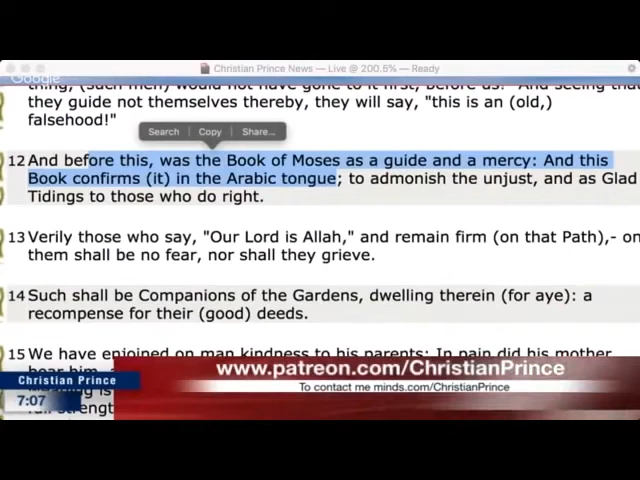 Christian Prince News — Live @ 200.5% — Ready
Google
thing, (such men) would not have gone to it first, before us!" And seeing that
they guide not themselves thereby, they will say, "this is an (old,)
falsehood!"
Search Copy Share...
12 And before this, was the Book of Moses as a guide and a mercy: And this
Book confirms (it) in the Arabic tongue; to admonish the unjust, and as Glad
Tidings to those who do right.
13 Verily those who say, "Our Lord is Allah," and remain firm (on that Path),- on
them shall be no fear, nor shall they grieve.
14 Such shall be Companions of the Gardens, dwelling therein (for aye): a
recompense for their (good) deeds.
15 We have enjoined on man kindness to his parents: In pain did his mother
bear him,
www.patreon.com/ChristianPrince
Christian Prince
To contact me minds.com/ChristianPrince
7:07
full strength